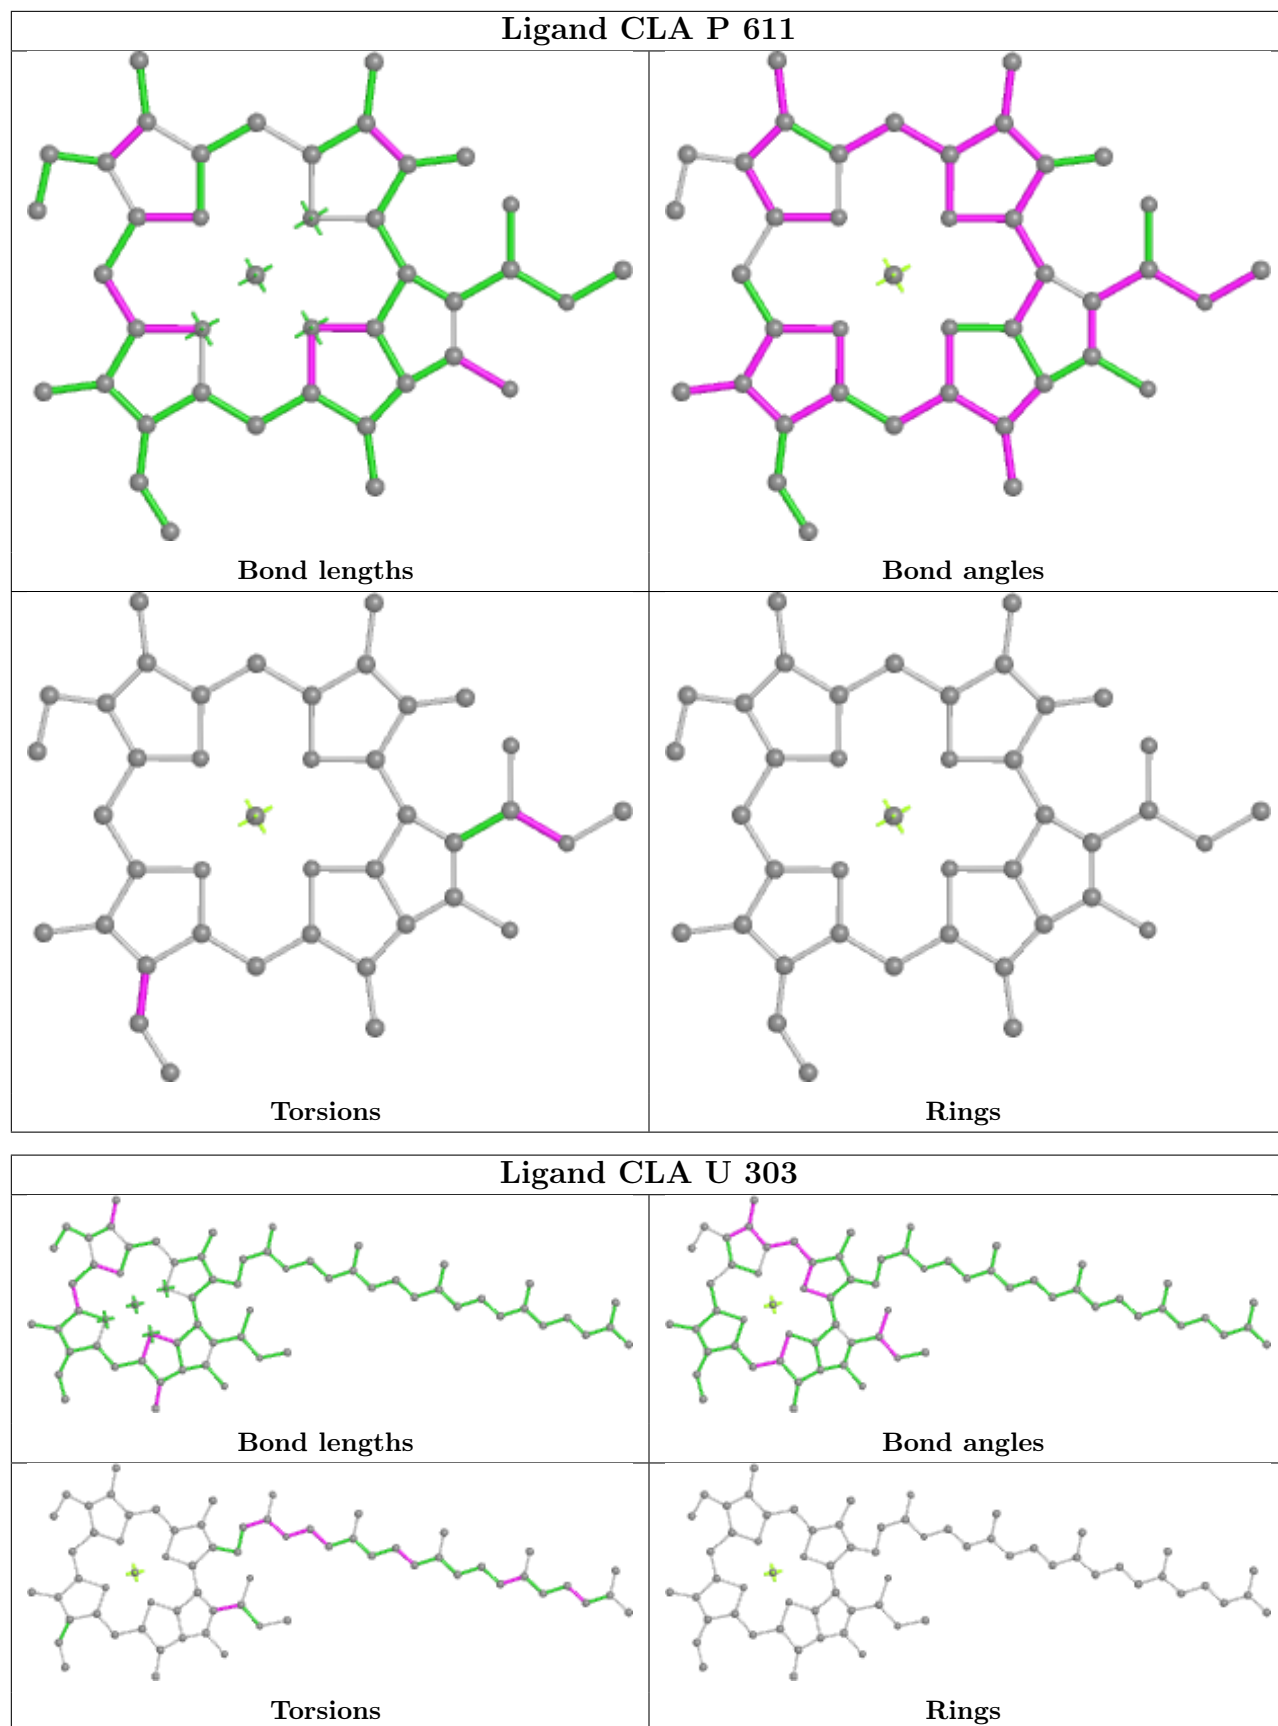 Ligand CLA P 611
Bond lengths
Bond angles
Torsions
Rings
Ligand CLA U 303
Bond lengths
Bond angles
Torsions
Rings